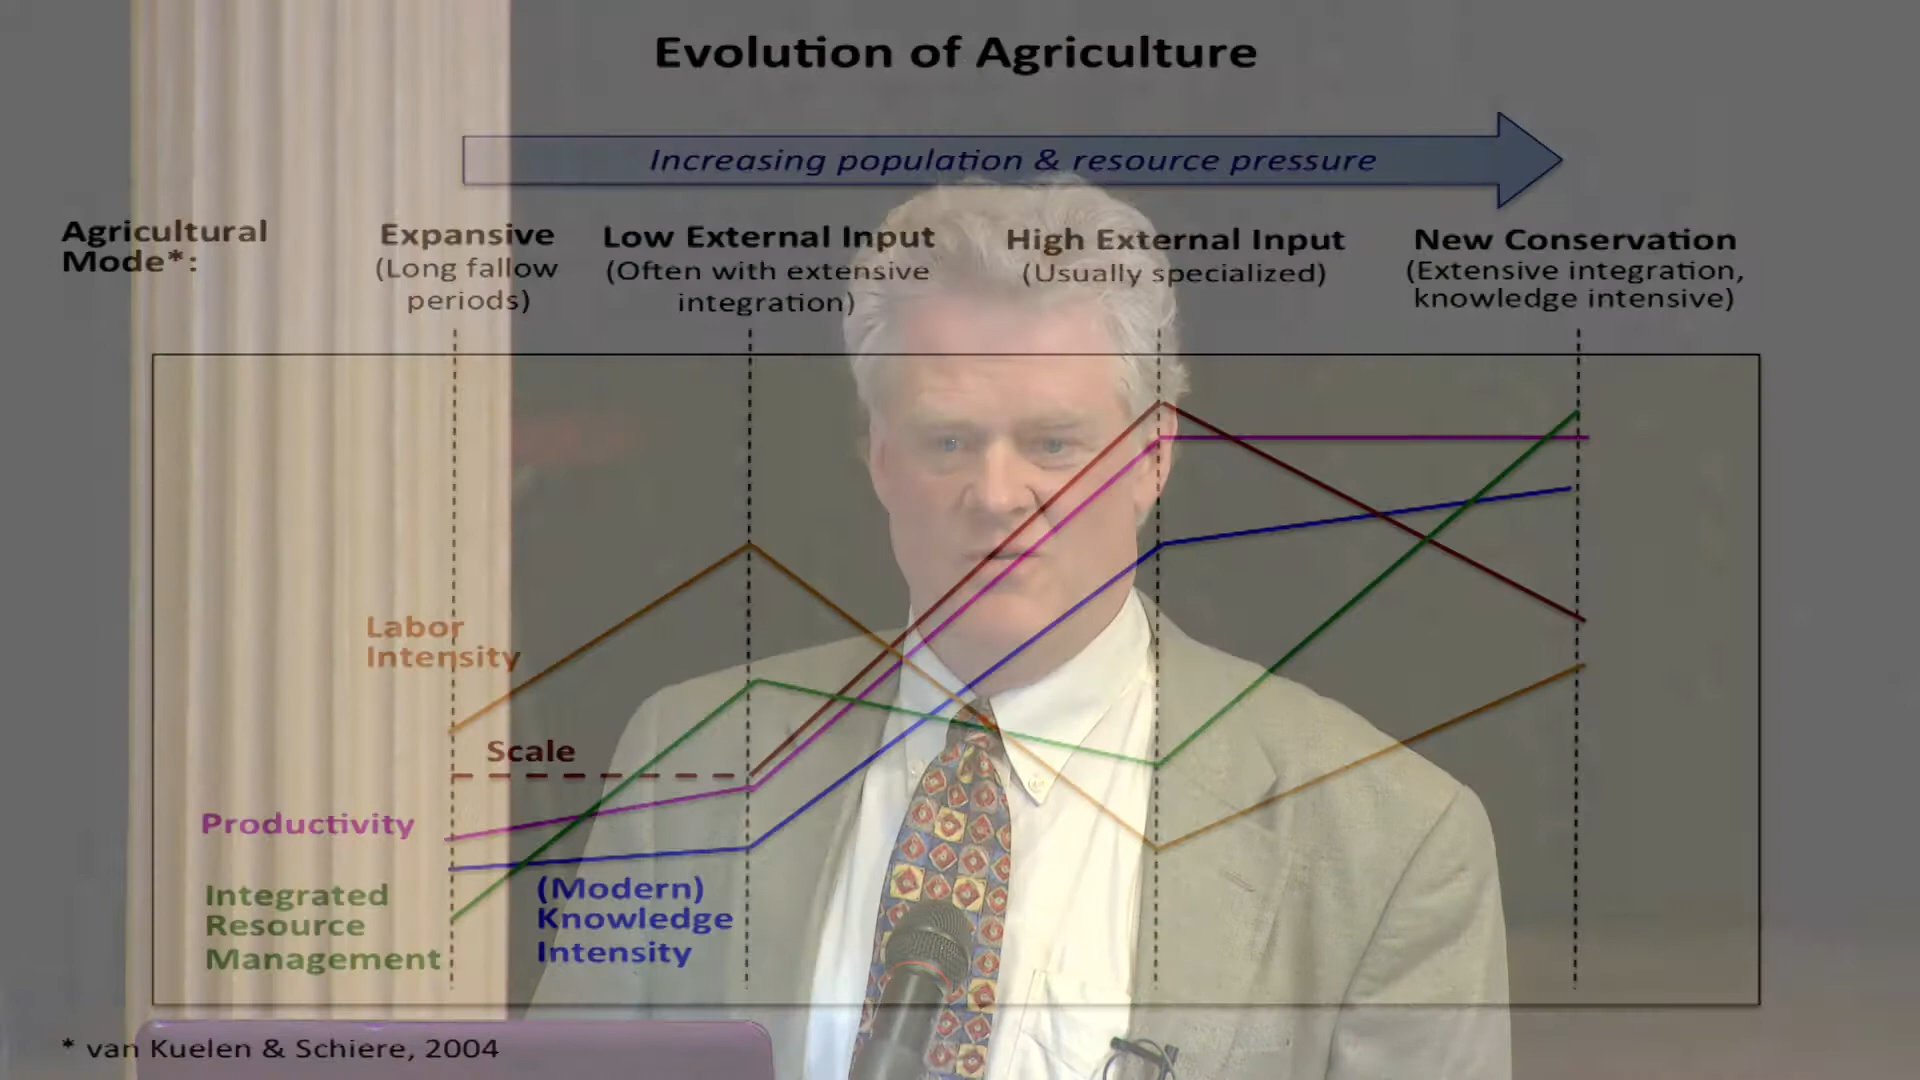 Evolution of Agriculture
Increasing population & resource pressure
Agricultural
Mode*:
Expansive
(Long fallow
periods)
Low External Input
(Often with extensive
integration)
High External Input
(Usually specialized)
New Conservation
(Extensive integration,
knowledge intensive)
Labor
Intensity
Scale
Productivity
Integrated
Resource
Management
(Modern)
Knowledge
Intensity
* van Kuelen & Schiere, 2004